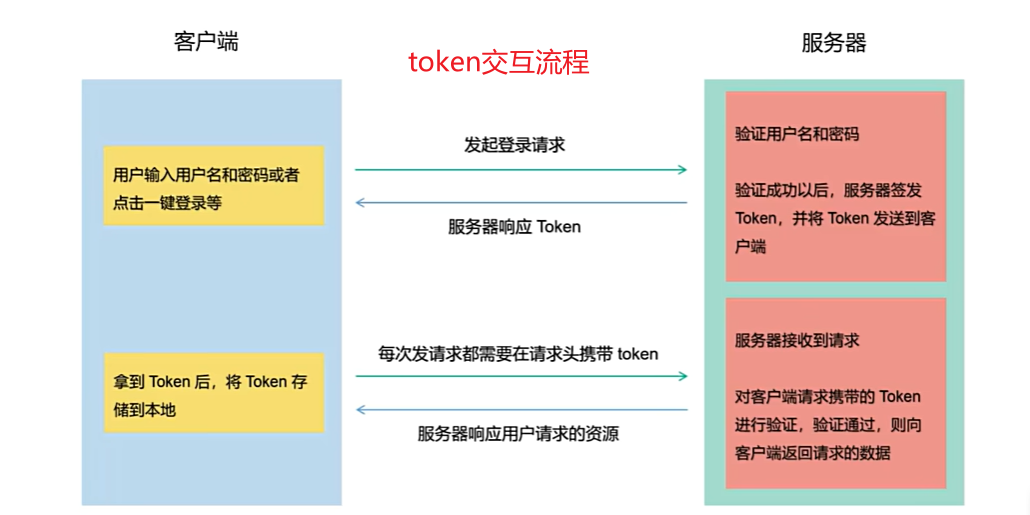 客户端
token交互流程
服务器
用户输入用户名和密码或者
点击一键登录等
发起登录请求
服务器响应 Token
验证用户名和密码
验证成功以后，服务器签发
Token，并将 Token 发送到客
户端
拿到 Token 后，将 Token 存
储到本地
每次发请求都需要在请求头携带 token
服务器响应用户请求的资源
服务器接收到请求
对客户端请求携带的 Token
进行验证，验证通过，则向
客户端返回请求的数据